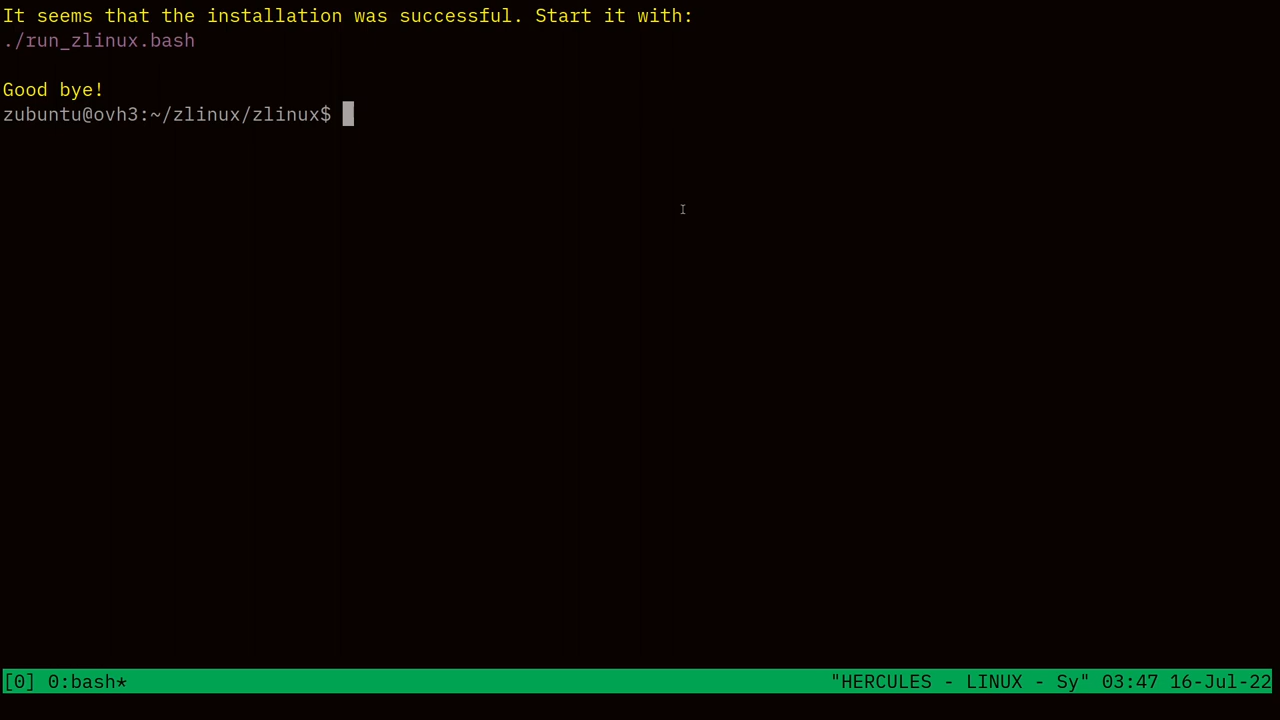 It seems that the installation was successful. Start it with:
./run_zlinux.bash
Good bye!
zubuntu@ovh3:~/zlinux/zlinux$
[0] 0:bash* "HERCULES - LINUX - Sy" 03:47 16-Jul-22